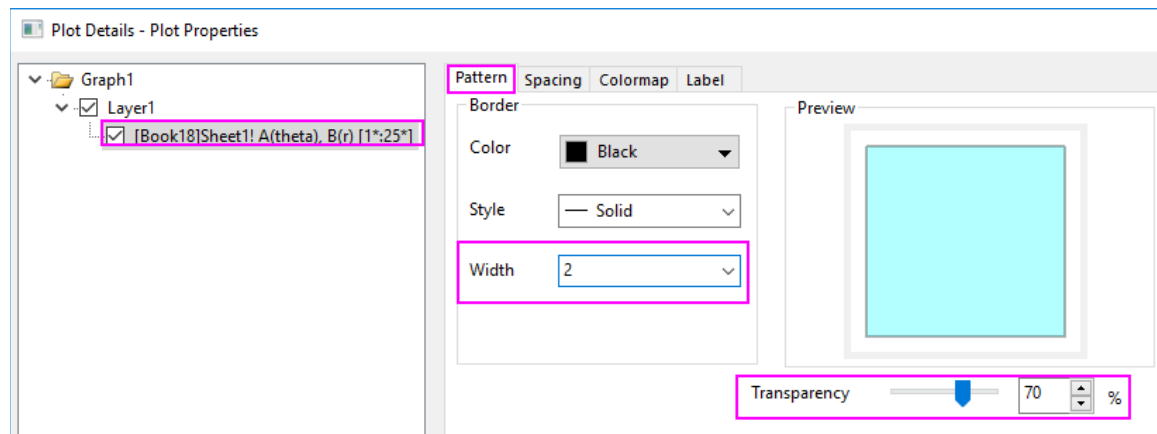 Plot Details - Plot Properties
Graph1
Layer1
[Book18]Sheet1! A(theta), B(r) [1*:25*]
Pattern Spacing Colormap Label
Border
Color Black
Style Solid
Width 2
Preview
Transparency 70 %